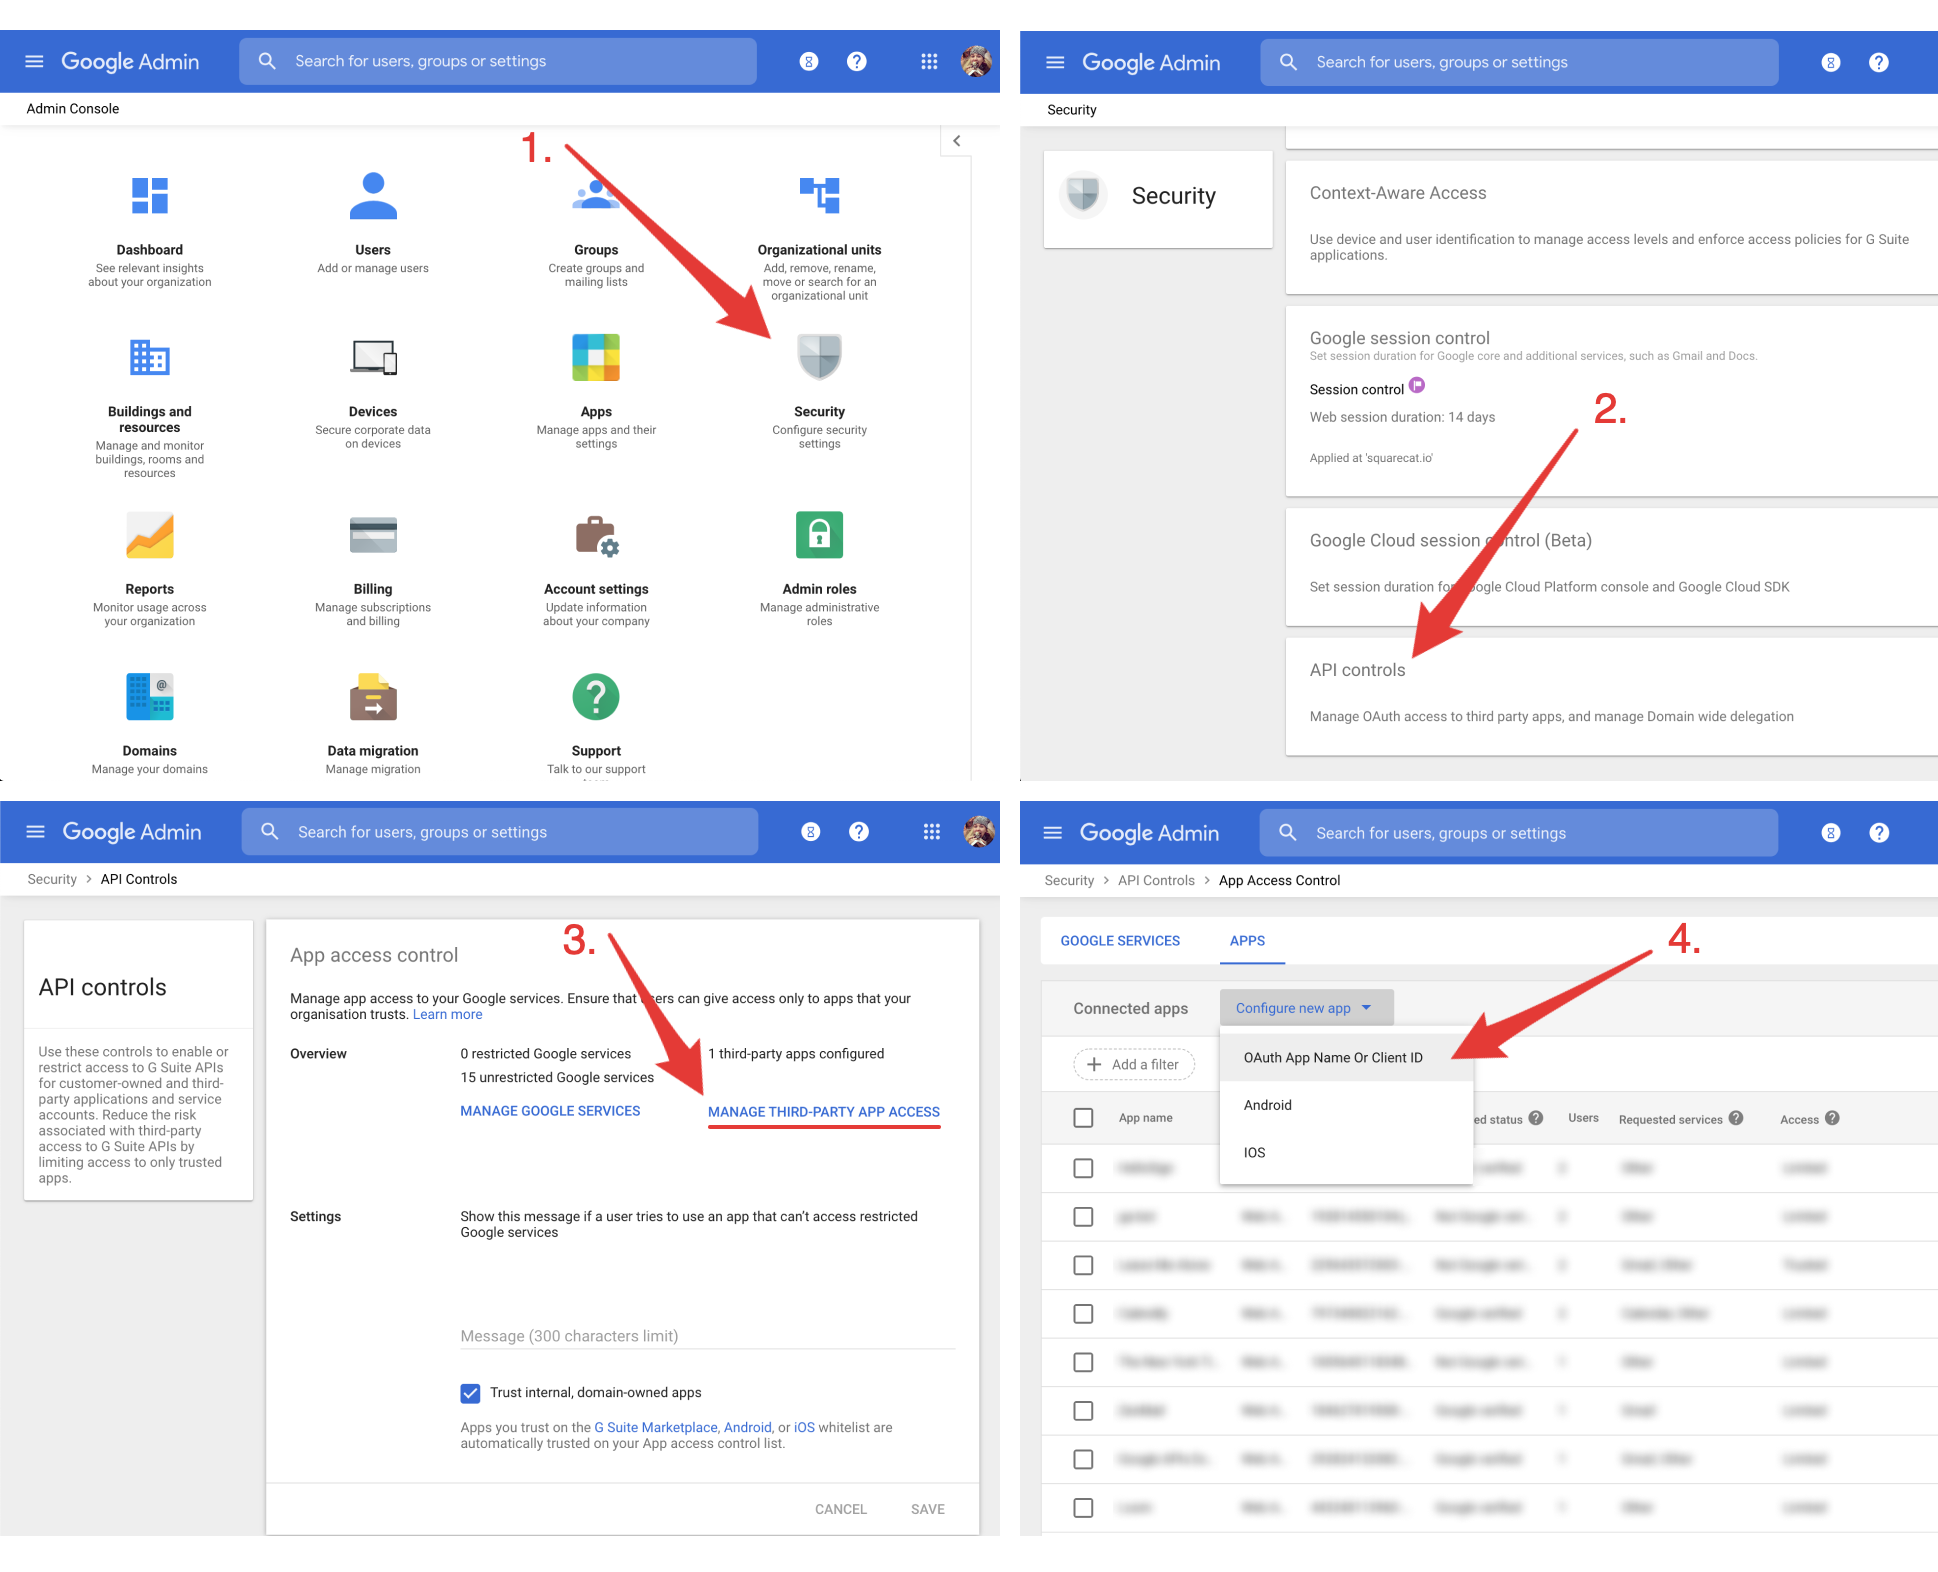 Google Admin
Search for users, groups or settings
Admin Console
1.
Dashboard
See relevant insights
about your organization
Users
Add or manage users
Groups
Create groups and
mailing lists
Organizational units
Add, remove, rename,
move or search for an
organizational unit
Buildings and
resources
Manage and monitor
buildings, rooms and
resources
Devices
Secure corporate data
on devices
Apps
Manage apps and their
settings
Security
Configure security
settings
Reports
Monitor usage across
your organization
Billing
Manage subscriptions
and billing
Account settings
Update information
about your company
Admin roles
Manage administrative
roles
Domains
Manage your domains
Data migration
Manage migration
Support
Talk to our support
Google Admin
Search for users, groups or settings
Security
Security
Context-Aware Access
Use device and user identification to manage access levels and enforce access policies for G Suite
applications.
Google session control
Set session duration for Google core and additional services, such as Gmail and Docs.
Session control
Web session duration: 14 days
Applied at 'squarecat.io'
2.
Google Cloud session control (Beta)
Set session duration for Google Cloud Platform console and Google Cloud SDK
API controls
Manage OAuth access to third party apps, and manage Domain wide delegation
Google Admin
Search for users, groups or settings
Security > API Controls
API controls
Use these controls to enable or
restrict access to G Suite APIs
for customer-owned and third-
party applications and service
accounts. Reduce the risk
associated with third-party
access to G Suite APIs by
limiting access to only trusted
apps.
3.
App access control
Manage app access to your Google services. Ensure that users can give access only to apps that your
organisation trusts. Learn more
Overview
0 restricted Google services
15 unrestricted Google services
MANAGE GOOGLE SERVICES
1 third-party apps configured
MANAGE THIRD-PARTY APP ACCESS
Settings
Show this message if a user tries to use an app that can't access restricted
Google services
Message (300 characters limit)
Trust internal, domain-owned apps
Apps you trust on the G Suite Marketplace, Android, or iOS whitelist are
automatically trusted on your App access control list.
CANCEL SAVE
Google Admin
Search for users, groups or settings
Security > API Controls > App Access Control
GOOGLE SERVICES APPS
4.
Connected apps
Configure new app
OAuth App Name Or Client ID
Android
IOS
+ Add a filter
App name ed status Users Requested services Access